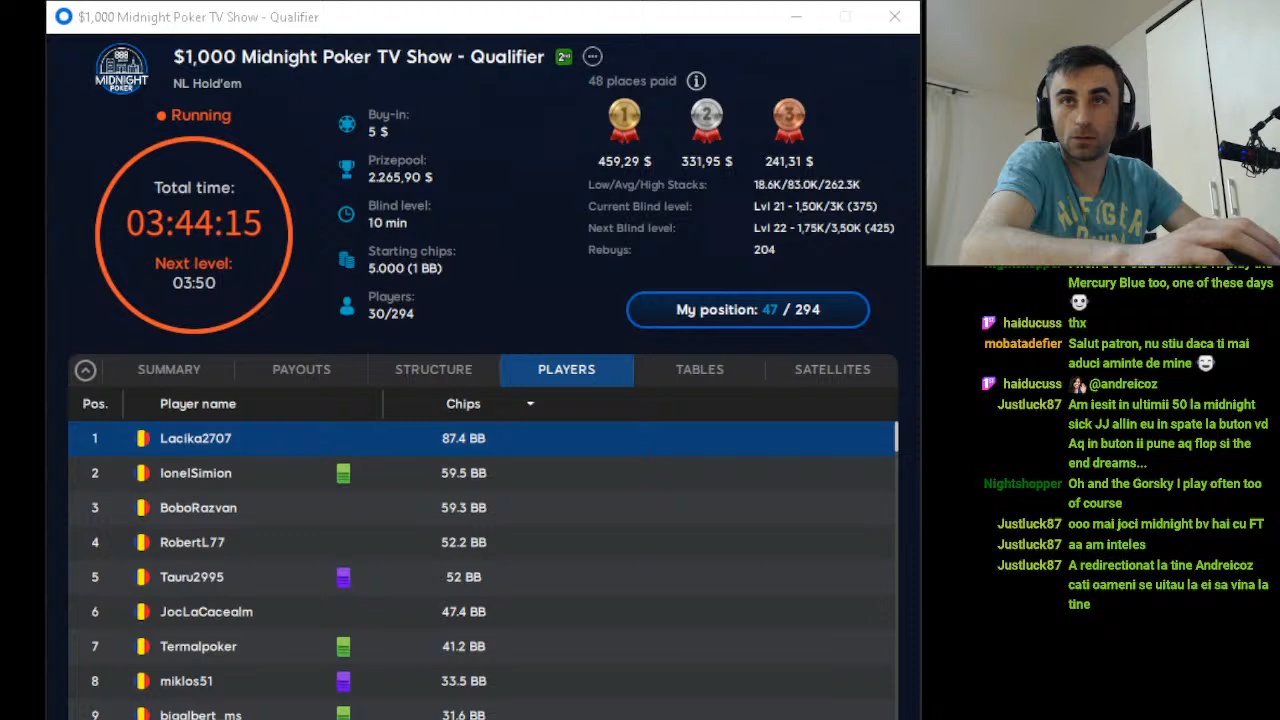 $1,000 Midnight Poker TV Show - Qualifier
$1,000 Midnight Poker TV Show - Qualifier
NL Hold'em
888
MIDNIGHT
POKER
Running
Total time:
03:44:15
Next level:
03:50
Buy-In:
5 $
Prizepool:
2.265,90 $
Blind level:
10 min
Starting chips:
5.000 (1 BB)
Players:
30/294
48 places paid
1
2
3
459,29 $
331,95 $
241,31 $
Low/Avg/High Stacks: 18.6K/83.0K/262.3K
Current Blind level: Lvl 21 - 1,50K/3K (375)
Next Blind level: Lvl 22 - 1,75K/3,50K (425)
Rebuys: 204
My position: 47 / 294
SUMMARY PAYOUTS STRUCTURE PLAYERS TABLES SATELLITES
Pos. Player name Chips
1 Lacika2707 87.4 BB
2 IonelSimion 59.5 BB
3 BoboRazvan 59.3 BB
4 RobertL77 52.2 BB
5 Tauru2995 52 BB
6 JocLaCacealm 47.4 BB
7 Termalpoker 41.2 BB
8 miklos51 33.5 BB
9 bigalbert_ms 31.6 BB
Mercury Blue too, one of these days
haiducuss thx
mobatadefier Salut patron, nu stiu daca ti mai
aduci aminte de mine
haiducuss @andreicoz
Justluck87 Am iesit in ultimii 50 la midnight
sick JJ allin eu in spate la buton vd
Aq in buton ii pune aq flop si the
end dreams...
Nightshopper Oh and the Gorsky I play often too
of course
Justluck87 ooo mai joci midnight bv hai cu FT
Justluck87 aa am inteles
Justluck87 A redirectionat la tine Andreicoz
cati oameni se uitau la ei sa vina la
tine